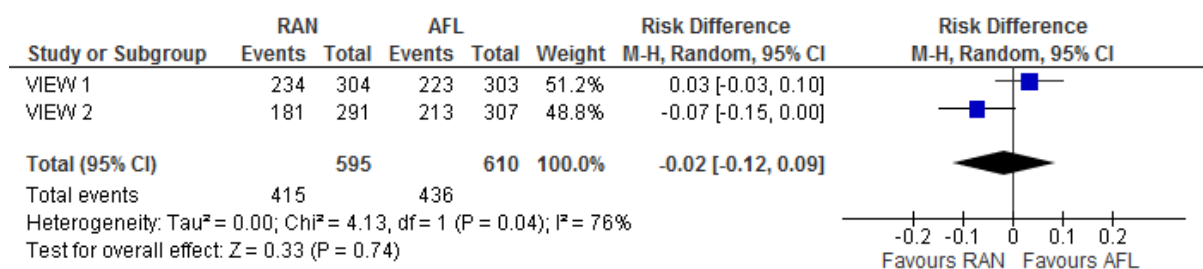 RAN AFL Risk Difference Risk Difference
Study or Subgroup Events Total Events Total Weight M-H, Random, 95% CI M-H, Random, 95% CI
VIEW 1 234 304 223 303 51.2% 0.03 [-0.03, 0.10]
VIEW 2 181 291 213 307 48.8% -0.07 [-0.15, 0.00]
Total (95% CI) 595 610 100.0% -0.02 [-0.12, 0.09]
Total events 415 436
Heterogeneity: Tau² = 0.00; Chi² = 4.13, df = 1 (P = 0.04); I² = 76%
Test for overall effect: Z = 0.33 (P = 0.74)
-0.2 -0.1 0 0.1 0.2
Favours RAN Favours AFL